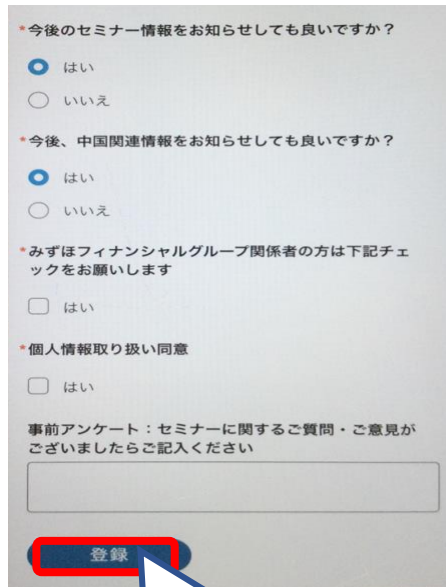 *今後のセミナー情報をお知らせしても良いですか？
はい
いいえ
*今後、中国関連情報をお知らせしても良いですか？
はい
いいえ
*みずほフィナンシャルグループ関係者の方は下記チェ
ックをお願いします
はい
*個人情報取り扱い同意
はい
事前アンケート：セミナーに関するご質問・ご意見が
ございましたらご記入ください
登録